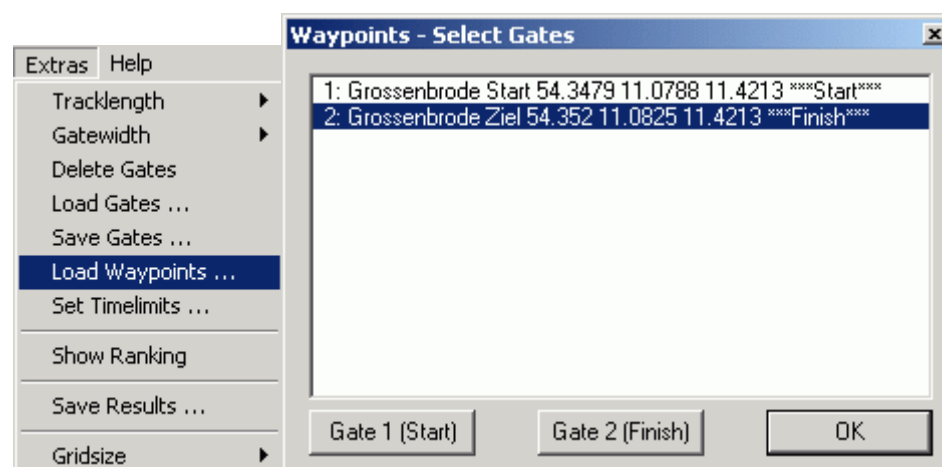 Extras Help
Tracklength
Gatewidth
Delete Gates
Load Gates ...
Save Gates ...
Load Waypoints ...
Set Timelimits ...
Show Ranking
Save Results ...
Gridsize
Waypoints - Select Gates
1: Grossenbrode Start 54.3479 11.0788 11.4213 ***Start***
2: Grossenbrode Ziel 54.352 11.0825 11.4213 ***Finish***
Gate 1 (Start) Gate 2 (Finish) OK